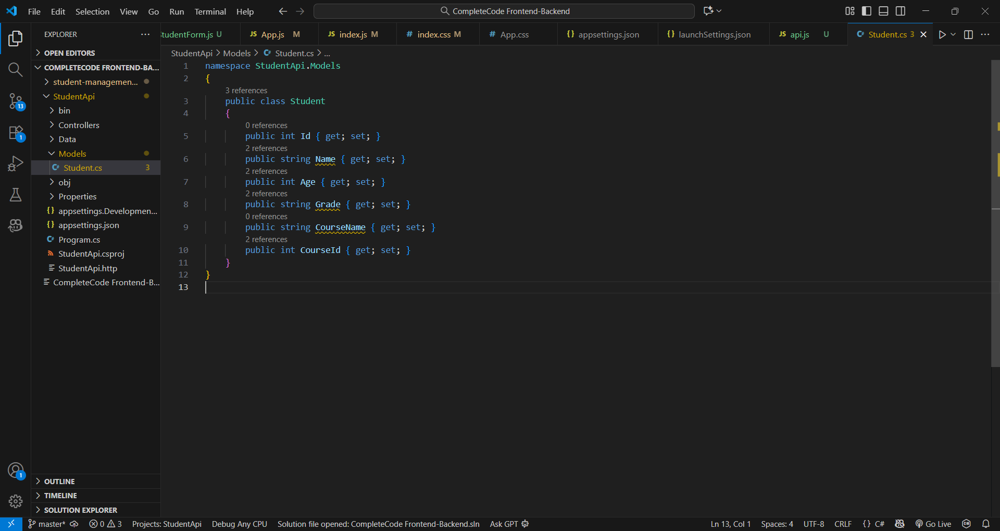 File Edit Selection View Go Run Terminal Help
CompleteCode Frontend-Backend
EXPLORER
OPEN EDITORS
COMPLETECODE FRONTEND-BA...
student-managemen...
StudentApi
bin
Controllers
Data
Models
Student.cs 3
obj
Properties
appsettings.Developmen...
appsettings.json
Program.cs
StudentApi.csproj
StudentApi.http
CompleteCode Frontend-B...
OUTLINE
TIMELINE
SOLUTION EXPLORER
13
1
1
StudentForm.js U JS App.js M JS index.js M # index.css M # App.css {} appsettings.json {} launchSettings.json JS api.js U C# Student.cs 3
StudentApi > Models > C# Student.cs > ...
1 namespace StudentApi.Models
2 {
3 references
3 public class Student
4 {
0 references
5 public int Id { get; set; }
2 references
6 public string Name { get; set; }
2 references
7 public int Age { get; set; }
2 references
8 public string Grade { get; set; }
0 references
9 public string CourseName { get; set; }
2 references
10 public int CourseId { get; set; }
11 }
12 }
13
master* 0 3 Projects: StudentApi Debug Any CPU Solution file opened: CompleteCode Frontend-Backend.sln Ask GPT Ln 13, Col 1 Spaces: 4 UTF-8 CRLF {} C# Go Live